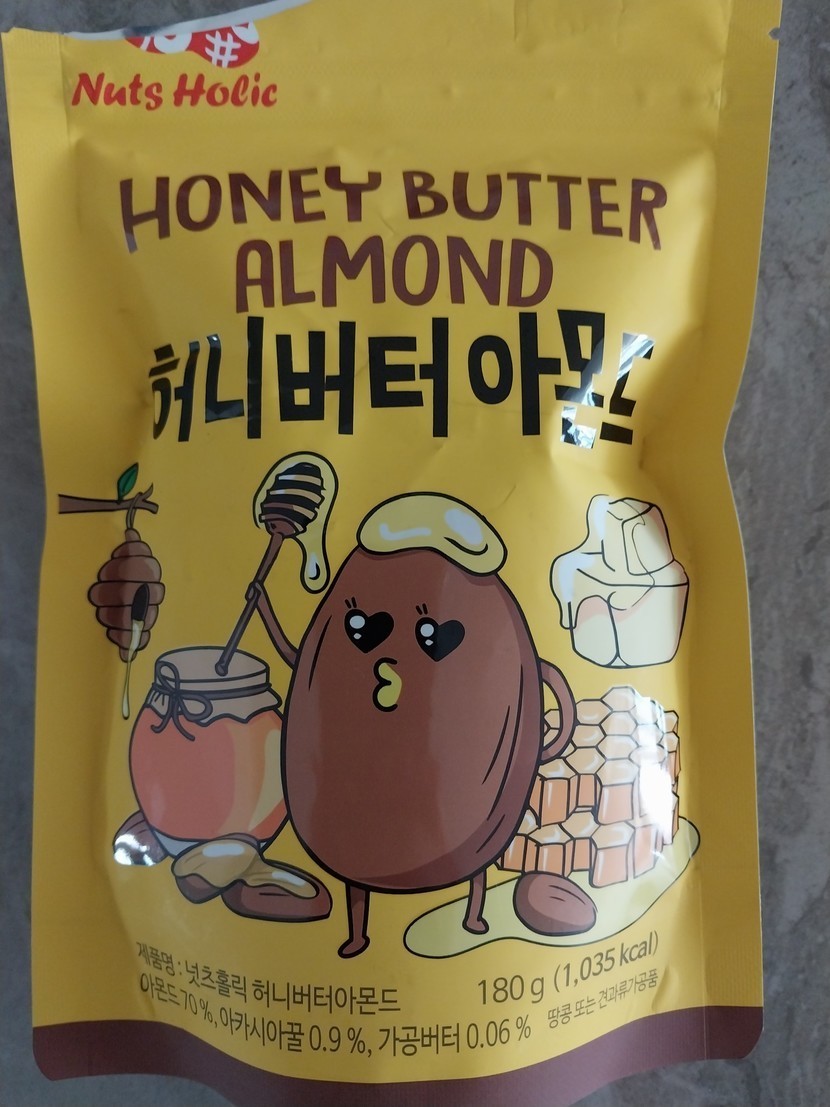 Nuts Holic
HONEY BUTTER
ALMOND
허니버터아몬드
제품명 : 넛츠홀릭 허니버터아몬드
180 g (1,035 kcal)
아몬드 70 %, 아카시아꿀 0.9 %, 가공버터 0.06 %
땅콩 또는 견과류가공품